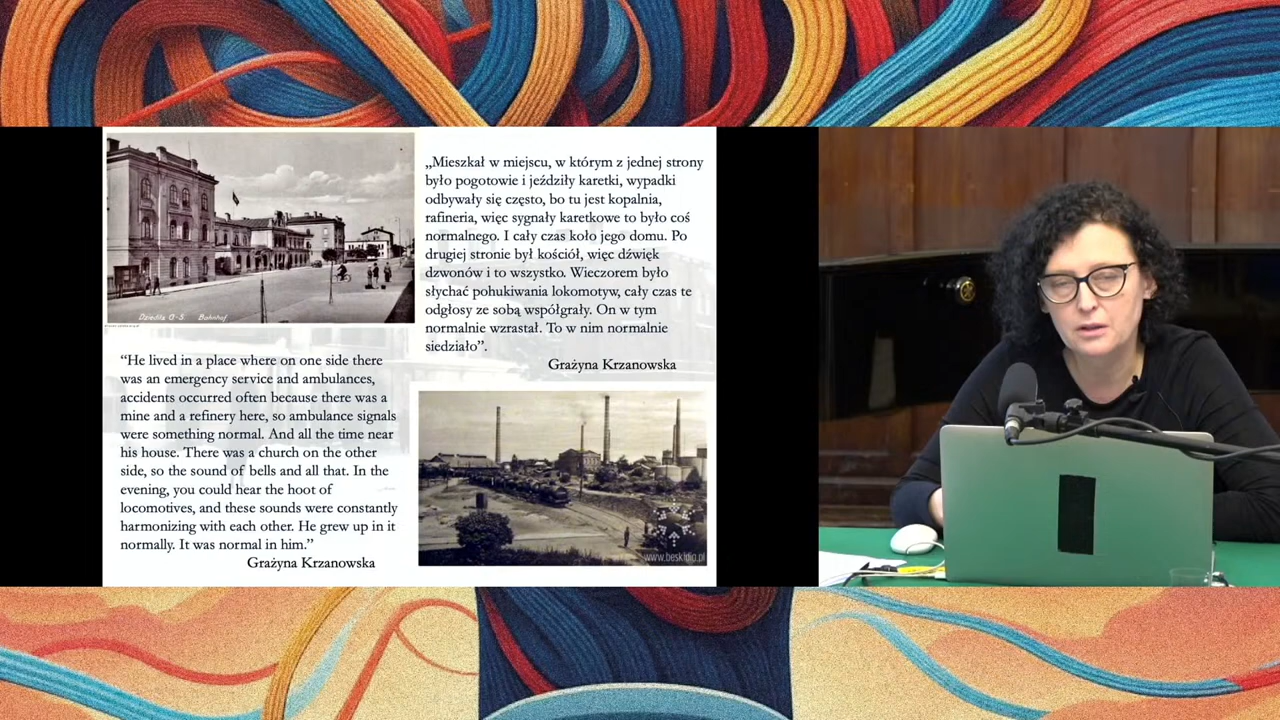 Dzieditz O.-S. Bahnhof
„Mieszkał w miejscu, w którym z jednej strony
było pogotowie i jeździły karetki, wypadki
odbywały się często, bo tu jest kopalnia,
rafineria, więc sygnały karetkowe to było coś
normalnego. I cały czas koło jego domu. Po
drugiej stronie był kościół, więc dźwięk
dzwonów i to wszystko. Wieczorem było
słychać pohukiwania lokomotyw, cały czas te
odgłosy ze sobą współgrały. On w tym
normalnie wzrastał. To w nim normalnie
siedziało”.
Grażyna Krzanowska
“He lived in a place where on one side there
was an emergency service and ambulances,
accidents occurred often because there was a
mine and a refinery here, so ambulance signals
were something normal. And all the time near
his house. There was a church on the other
side, so the sound of bells and all that. In the
evening, you could hear the hoot of
locomotives, and these sounds were constantly
harmonizing with each other. He grew up in it
normally. It was normal in him.”
Grażyna Krzanowska
www.beskidia.pl